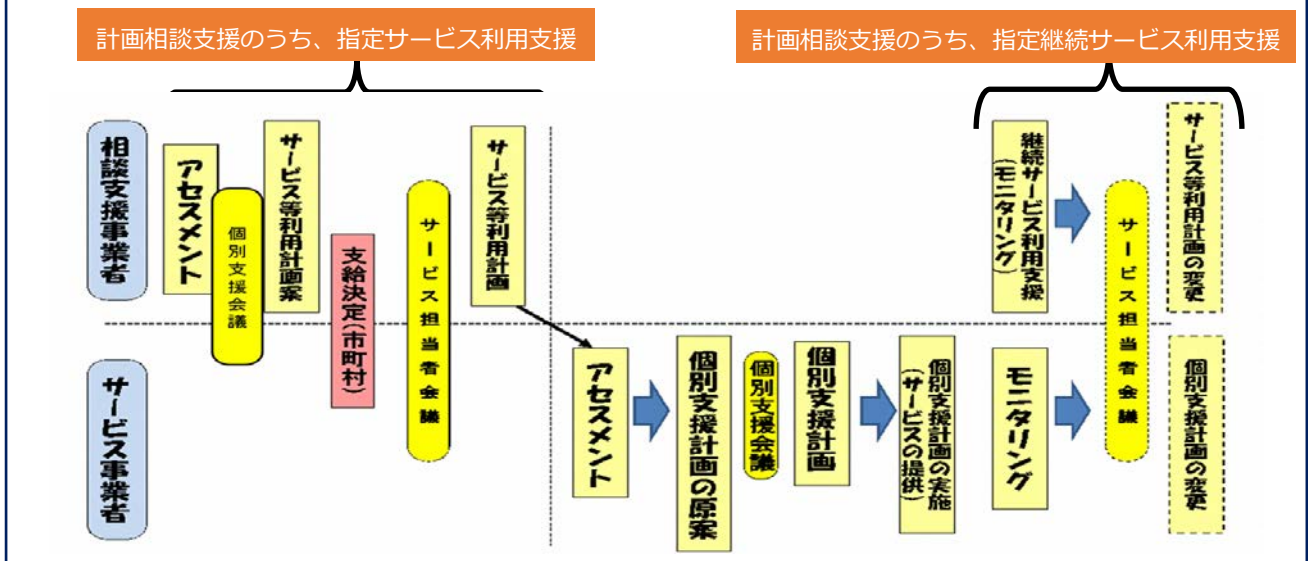 計画相談支援のうち、指定サービス利用支援
計画相談支援のうち、指定継続サービス利用支援
相談支援事業者
アセスメント
個別支援会議
サービス等利用計画案
支給決定(市町村)
サービス担当者会議
サービス等利用計画
継続サービス利用支援
(モニタリング)
サービス担当者会議
サービス等利用計画の変更
サービス事業者
アセスメント
個別支援計画の原案
個別支援会議
個別支援計画
個別支援計画の実施
(サービスの提供)
モニタリング
個別支援計画の変更